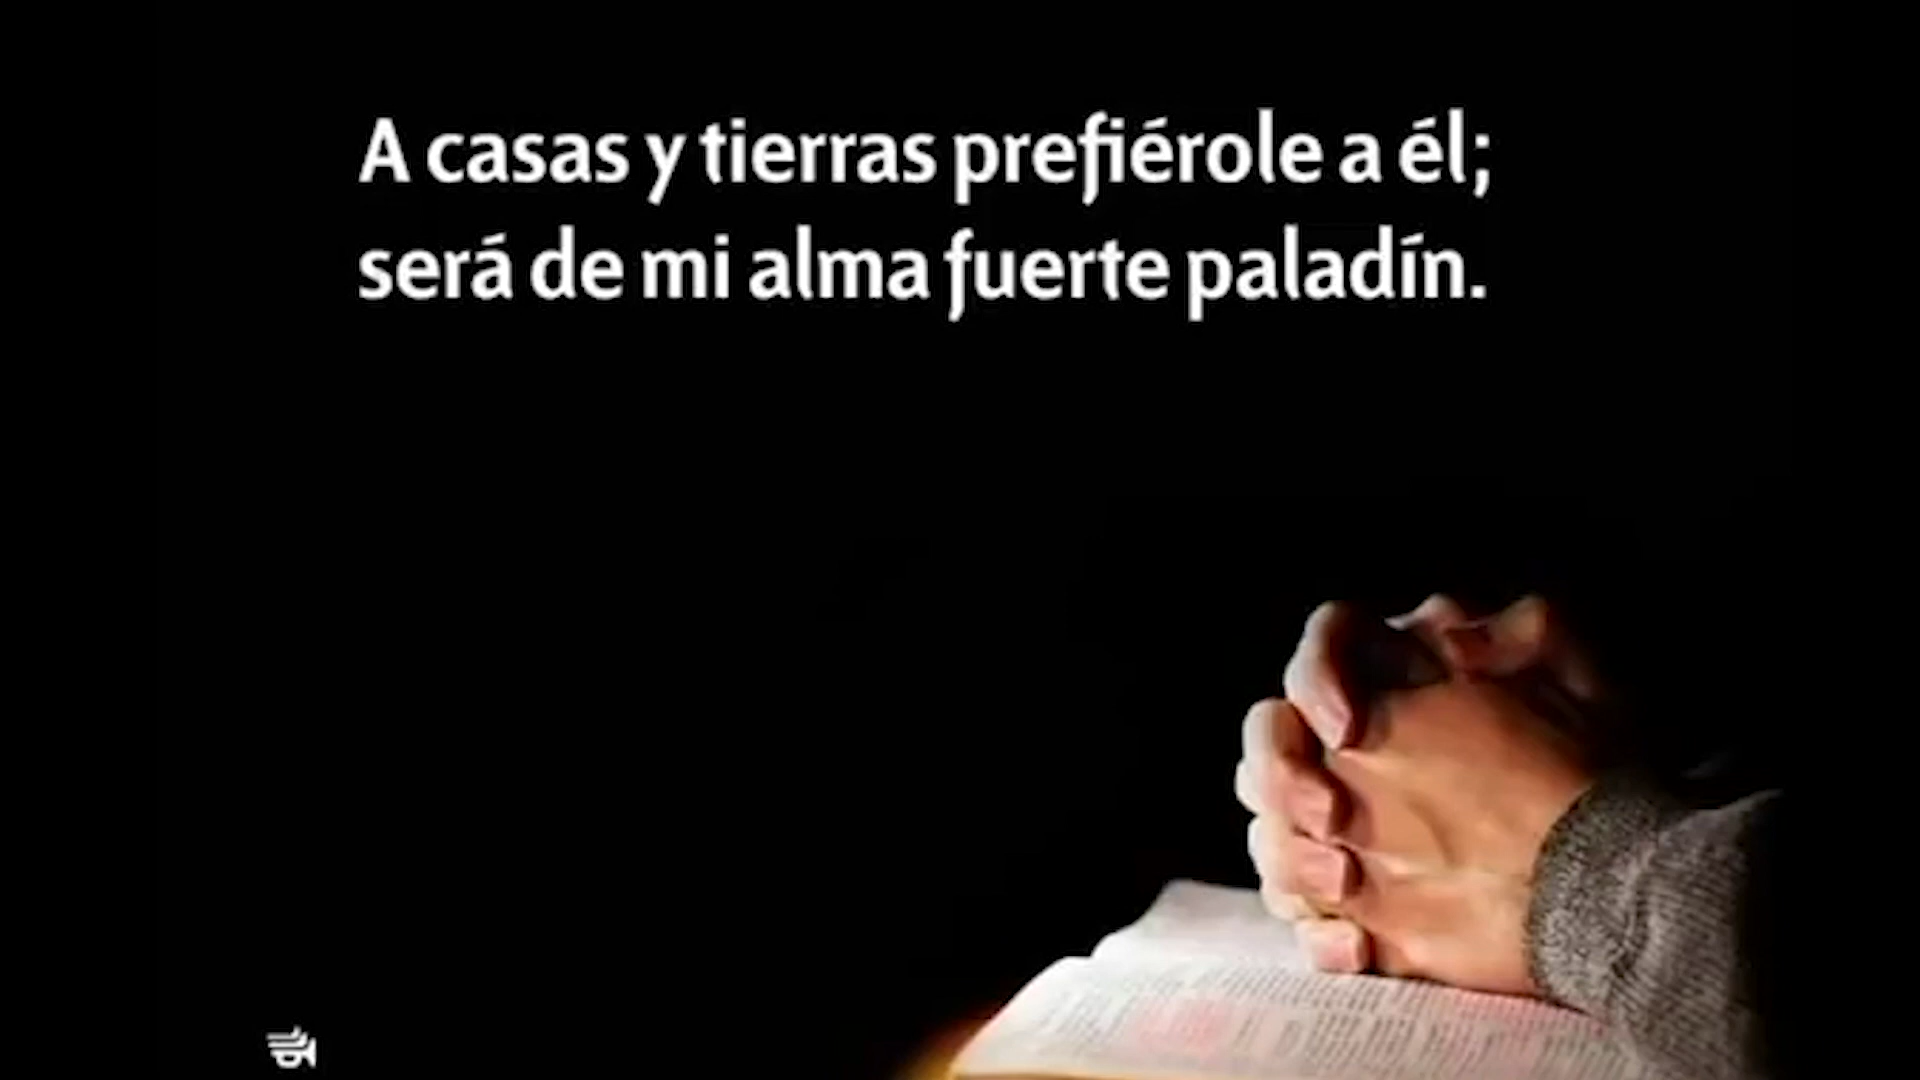 A casas y tierras prefiérole a él;
será de mi alma fuerte paladín.